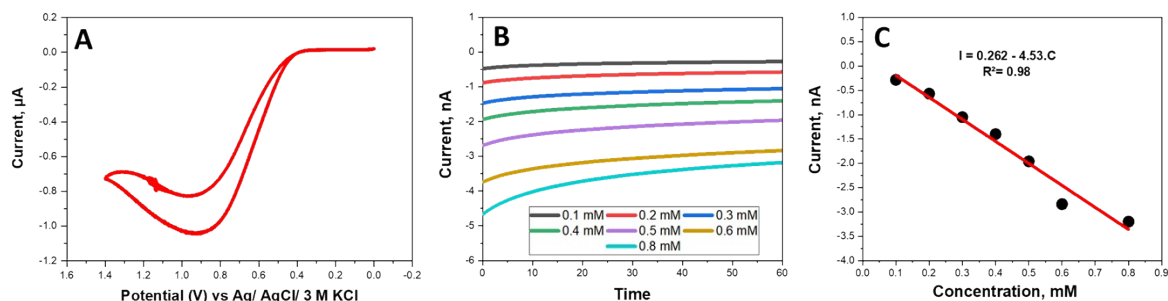 A
0.2
0.0
-0.2
-0.4
-0.6
-0.8
-1.0
-1.2
Current, µA
1.6 1.4 1.2 1.0 0.8 0.6 0.4 0.2 0.0 -0.2
Potential (V) vs Ag/ AgCl/ 3 M KCl
B
1
0
-1
-2
-3
-4
-5
-6
Current, nA
0.1 mM 0.2 mM 0.3 mM
0.4 mM 0.5 mM 0.6 mM
0.8 mM
0 10 20 30 40 50 60
Time
C
1.0
0.5
0.0
-0.5
-1.0
-1.5
-2.0
-2.5
-3.0
-3.5
-4.0
Current, nA
I = 0.262 - 4.53.C
R²= 0.98
0.0 0.1 0.2 0.3 0.4 0.5 0.6 0.7 0.8 0.9
Concentration, mM